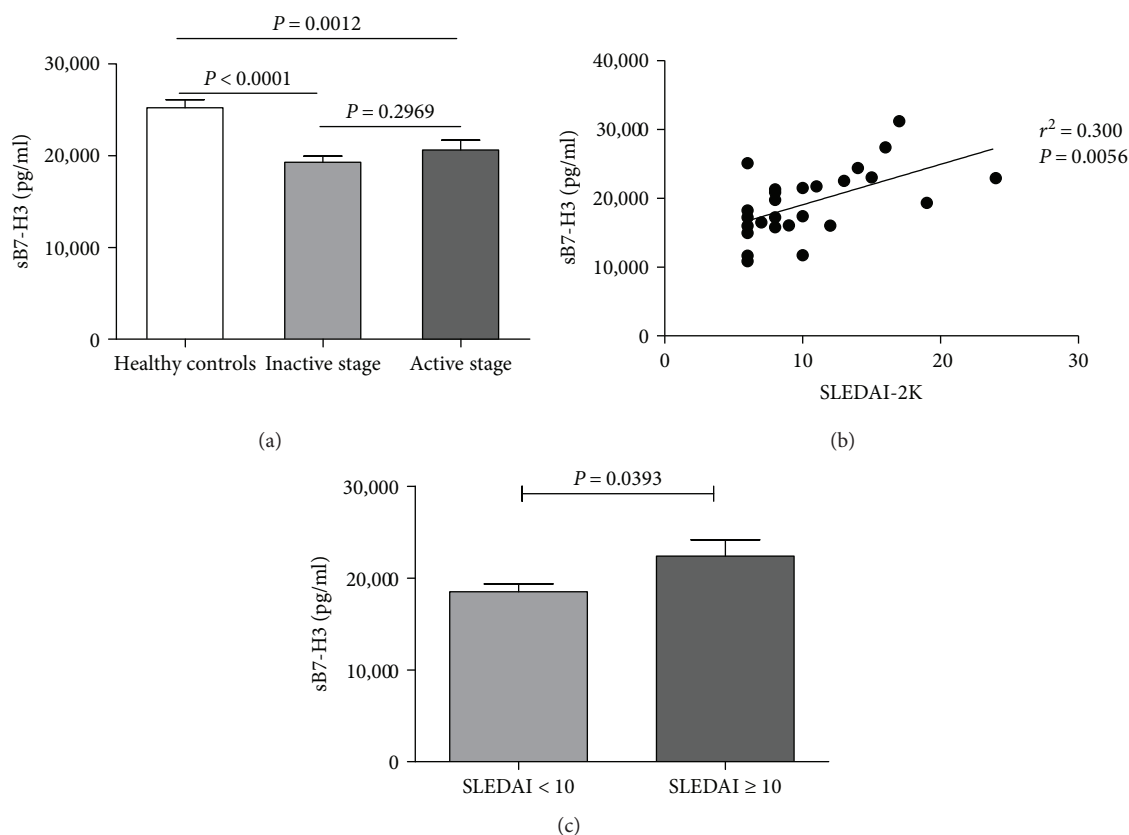 P = 0.0012
P < 0.0001
P = 0.2969
30,000
20,000
10,000
0
sB7-H3 (pg/ml)
Healthy controls
Inactive stage
Active stage
(a)
40,000
30,000
20,000
10,000
0
sB7-H3 (pg/ml)
r² = 0.300
P = 0.0056
0
10
20
30
SLEDAI-2K
(b)
P = 0.0393
30,000
20,000
10,000
0
sB7-H3 (pg/ml)
SLEDAI < 10
SLEDAI ≥ 10
(c)